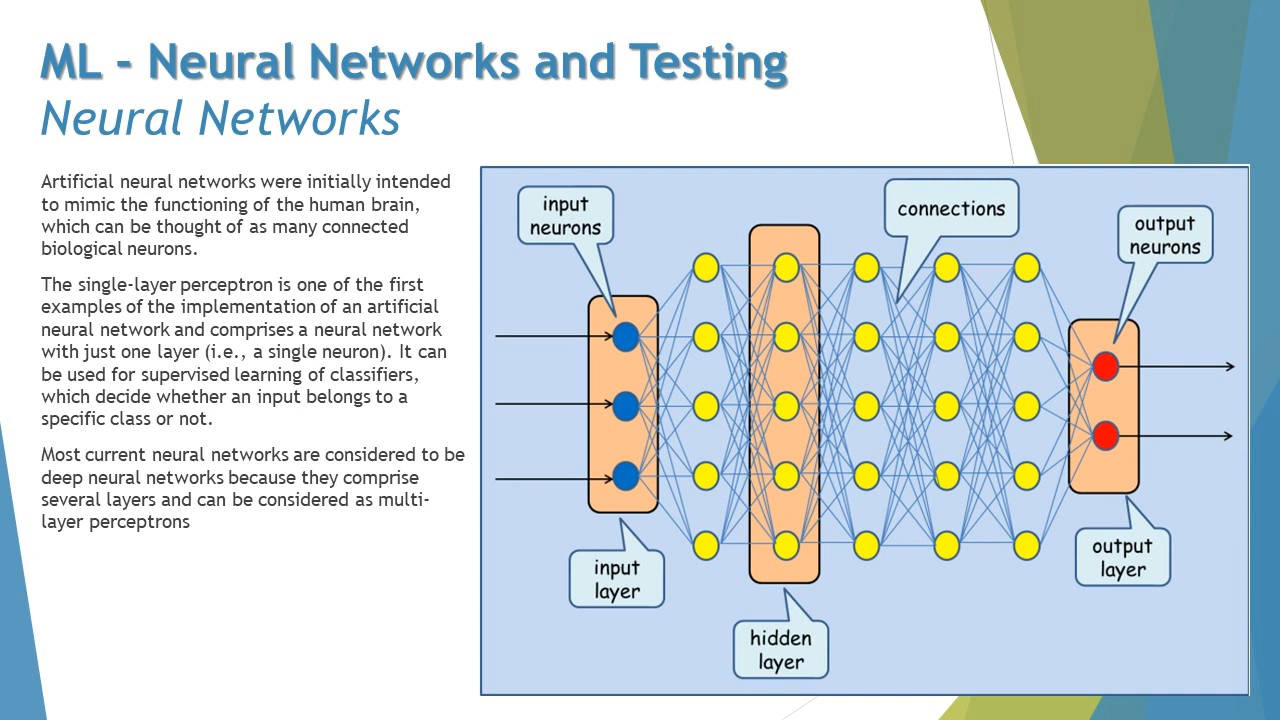 ML - Neural Networks and Testing
Neural Networks
Artificial neural networks were initially intended
to mimic the functioning of the human brain,
which can be thought of as many connected
biological neurons.
The single-layer perceptron is one of the first
examples of the implementation of an artificial
neural network and comprises a neural network
with just one layer (i.e., a single neuron). It can
be used for supervised learning of classifiers,
which decide whether an input belongs to a
specific class or not.
Most current neural networks are considered to be
deep neural networks because they comprise
several layers and can be considered as multi-
layer perceptrons
input
neurons
connections
output
neurons
input
layer
hidden
layer
output
layer